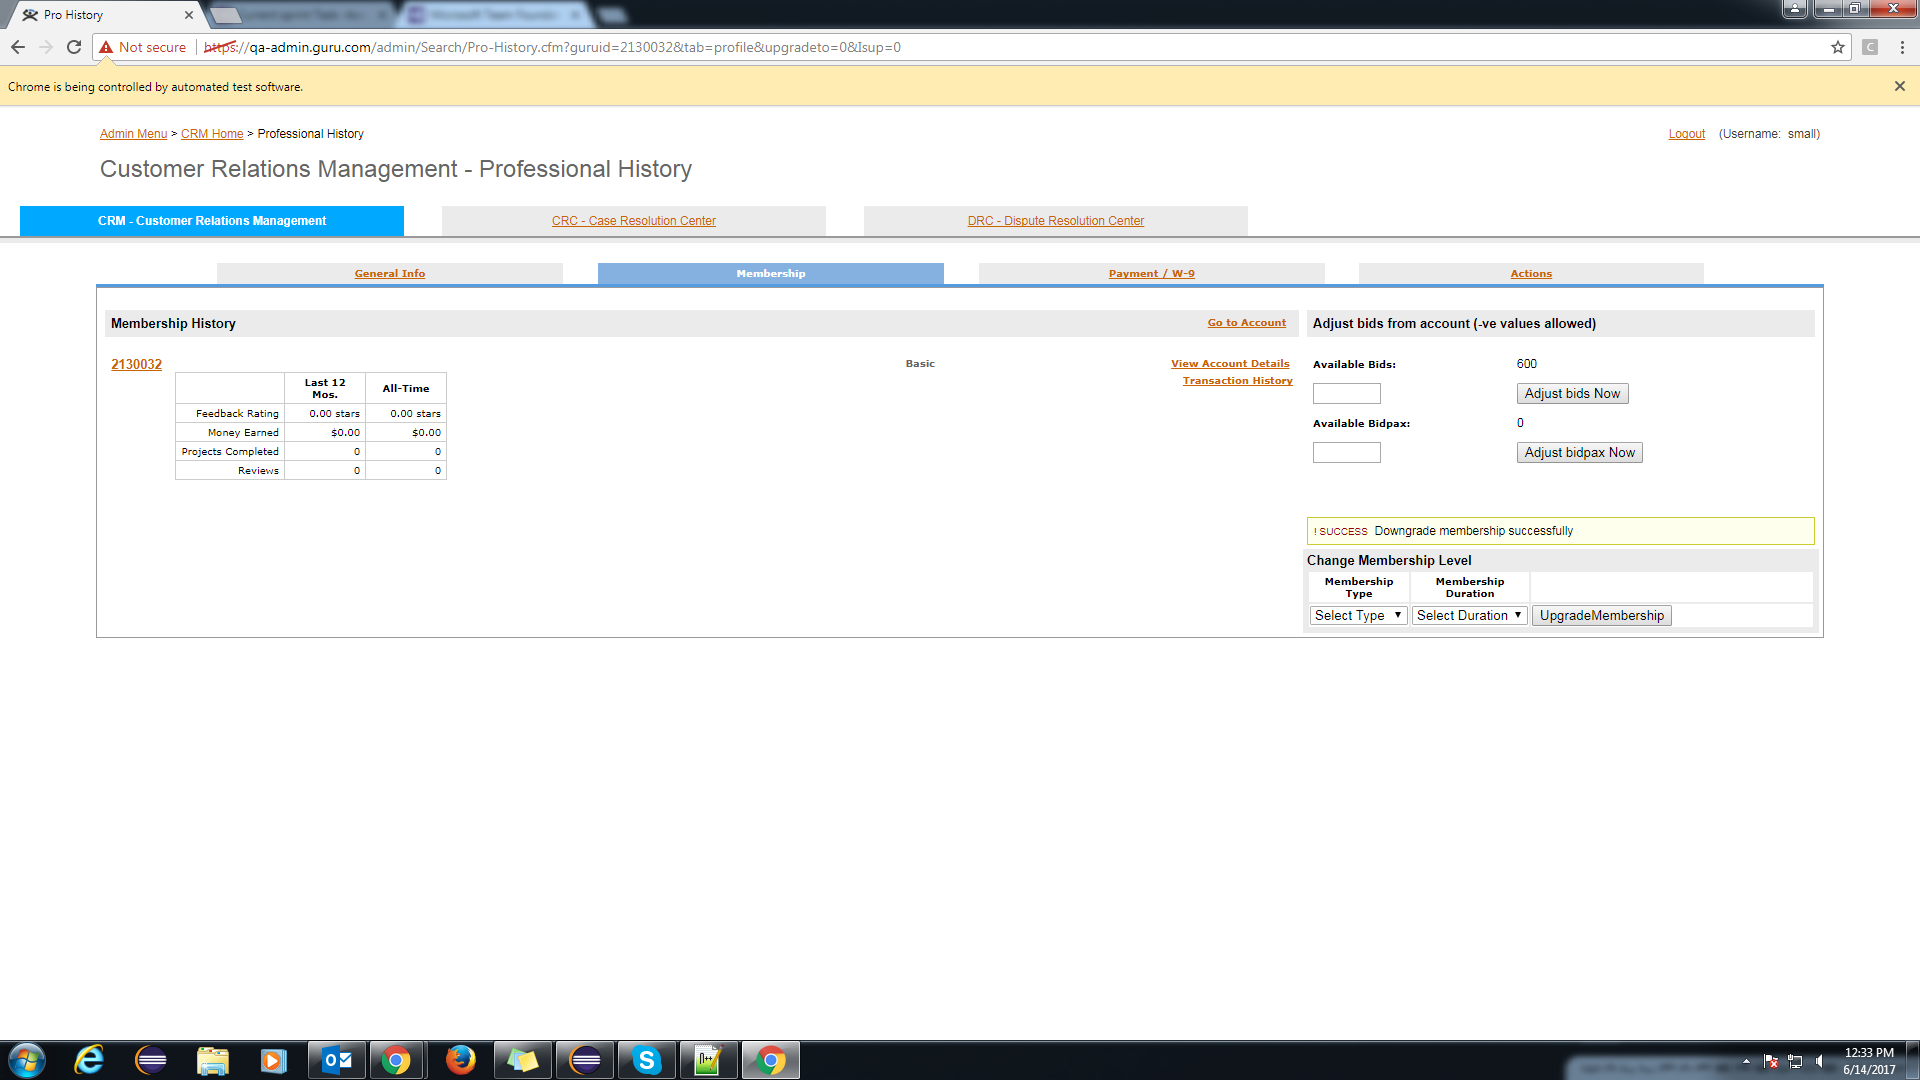 Pro History
Not secure
https://qa-admin.guru.com/admin/Search/Pro-History.cfm?guruid=2130032&tab=profile&upgradeto=0&Isup=0
C
Chrome is being controlled by automated test software.
Admin Menu > CRM Home > Professional History
Logout (Username: small)
Customer Relations Management - Professional History
CRM - Customer Relations Management
CRC - Case Resolution Center
DRC - Dispute Resolution Center
General Info
Membership
Payment / W-9
Actions
Membership History
Go to Account
Adjust bids from account (-ve values allowed)
2130032
Basic
View Account Details
Transaction History
Last 12 Mos. All-Time
Feedback Rating 0.00 stars 0.00 stars
Money Earned $0.00 $0.00
Projects Completed 0 0
Reviews 0 0
Available Bids: 600
Adjust bids Now
Available Bidpax: 0
Adjust bidpax Now
! SUCCESS Downgrade membership successfully
Change Membership Level
Membership Type Membership Duration
Select Type Select Duration UpgradeMembership
12:33 PM
6/14/2017